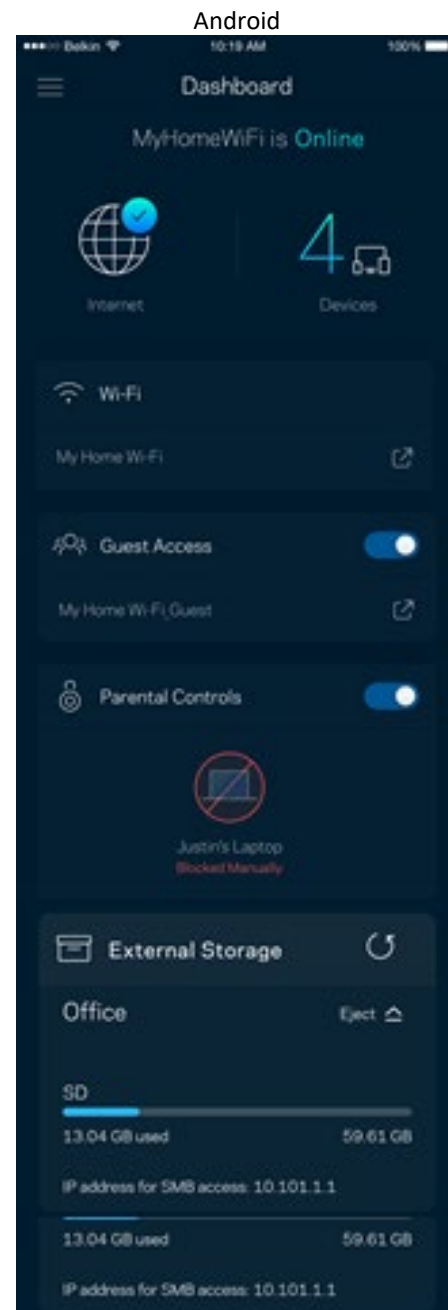 Android
Belkin 10:19 AM 100%
Dashboard
MyHomeWiFi is Online
4
Internet Devices
Wi-Fi
My Home Wi-Fi
Guest Access
My Home Wi-Fi_Guest
Parental Controls
Justin's Laptop
Blocked Manually
External Storage
Office Eject
SD
13.04 GB used 59.61 GB
IP address for SMB access: 10.101.1.1
13.04 GB used 59.61 GB
IP address for SMB access: 10.101.1.1